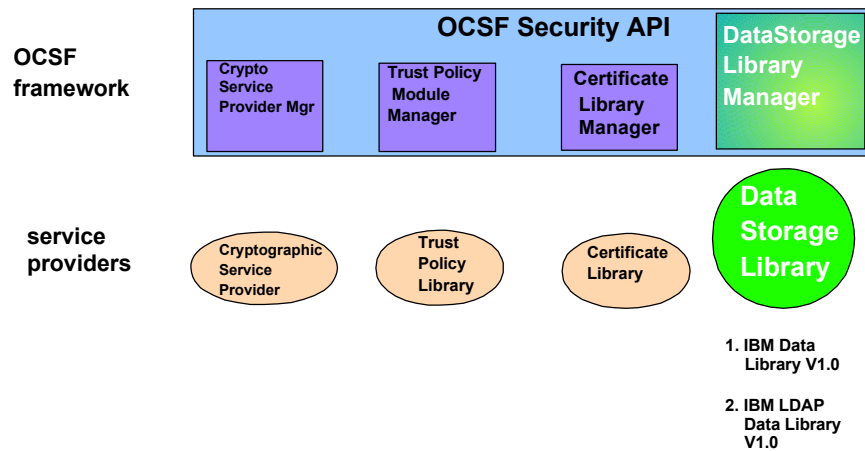 OCSF Security API
OCSF
framework
Crypto
Service
Provider Mgr
Trust Policy
Module
Manager
Certificate
Library
Manager
DataStorage
Library
Manager
service
providers
Cryptographic
Service
Provider
Trust
Policy
Library
Certificate
Library
Data
Storage
Library
1. IBM Data
Library V1.0
2. IBM LDAP
Data Library
V1.0